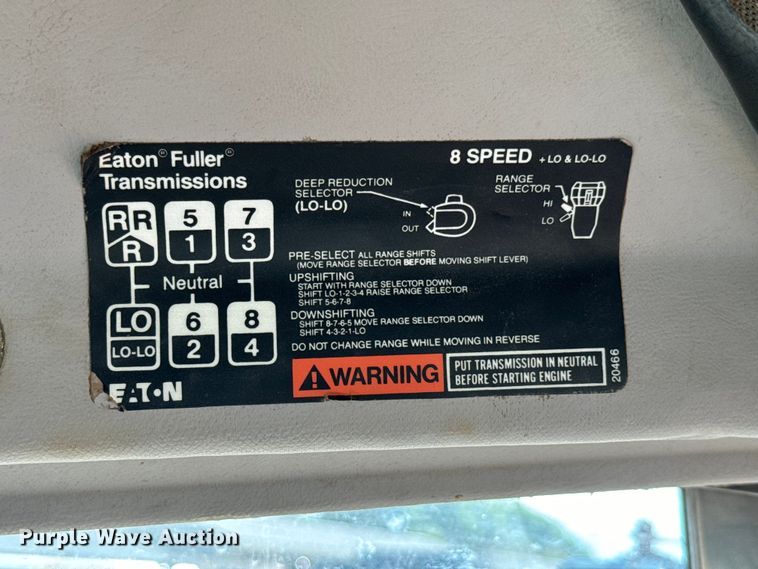 Eaton® Fuller®
Transmissions
8 SPEED + LO & LO-LO
R R R
5 1
7 3
Neutral
LO
LO-LO
6 2
8 4
EATON
DEEP REDUCTION
SELECTOR
(LO-LO)
IN
OUT
RANGE
SELECTOR
HI
LO
PRE-SELECT ALL RANGE SHIFTS
(MOVE RANGE SELECTOR BEFORE MOVING SHIFT LEVER)
UPSHIFTING
START WITH RANGE SELECTOR DOWN
SHIFT LO-1-2-3-4 RAISE RANGE SELECTOR
SHIFT 5-6-7-8
DOWNSHIFTING
SHIFT 8-7-6-5 MOVE RANGE SELECTOR DOWN
SHIFT 4-3-2-1-LO
DO NOT CHANGE RANGE WHILE MOVING IN REVERSE
WARNING
PUT TRANSMISSION IN NEUTRAL
BEFORE STARTING ENGINE
20466
Purple Wave Auction